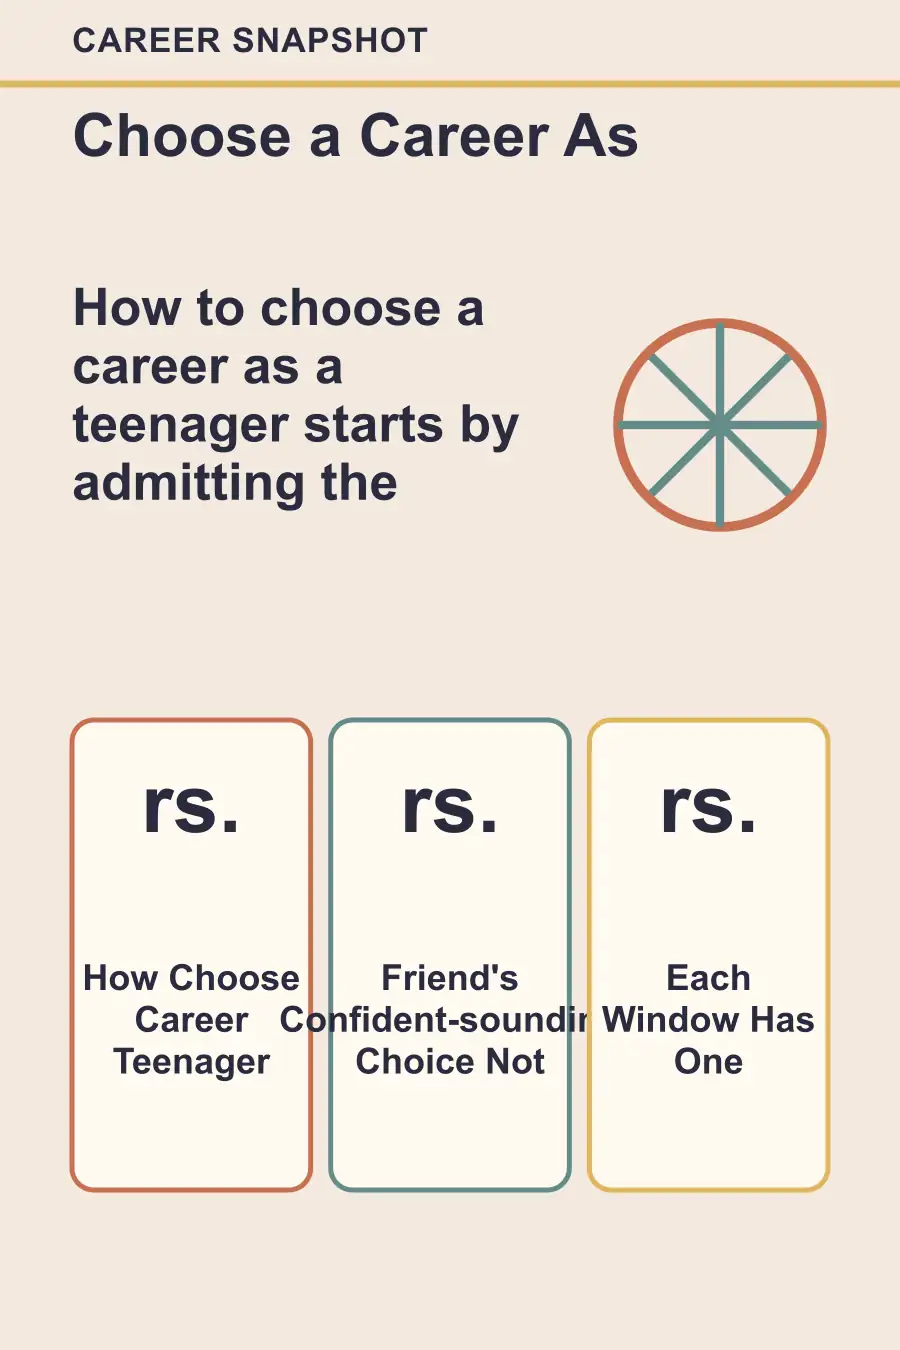 CAREER SNAPSHOT
Choose a Career As
How to choose a
career as a
teenager starts by
admitting the
rs.
How Choose
Career
Teenager
rs.
Friend's
Confident-soundin
Choice Not
rs.
Each
Window Has
One